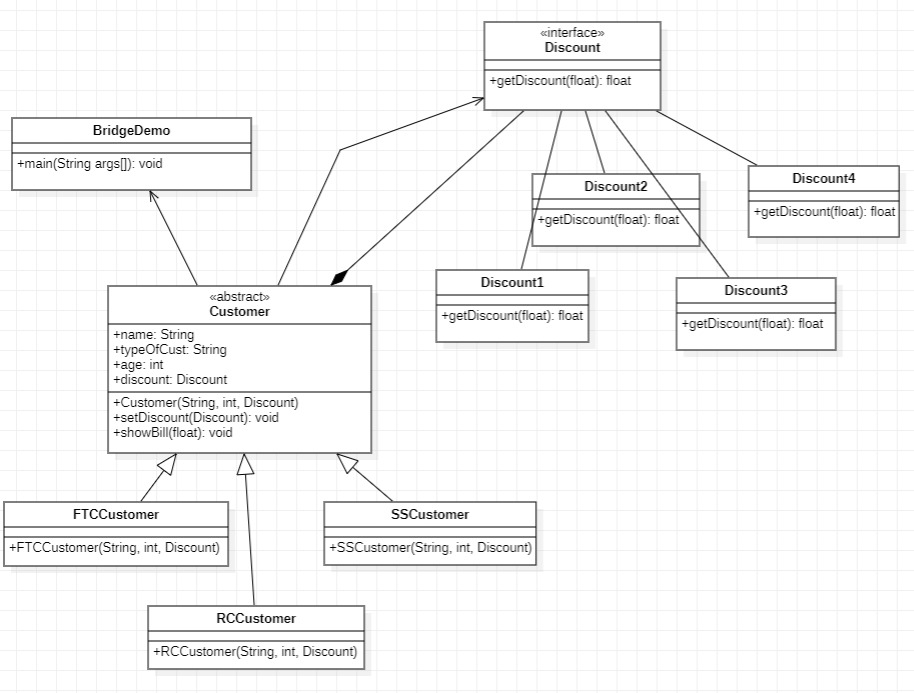 «interface»
Discount
+getDiscount(float): float
BridgeDemo
+main(String args[]): void
Discount2
+getDiscount(float): float
Discount4
+getDiscount(float): float
Discount1
+getDiscount(float): float
Discount3
+getDiscount(float): float
«abstract»
Customer
+name: String
+typeOfCust: String
+age: int
+discount: Discount
+Customer(String, int, Discount)
+setDiscount(Discount): void
+showBill(float): void
FTCCustomer
+FTCCustomer(String, int, Discount)
SSCustomer
+SSCustomer(String, int, Discount)
RCCustomer
+RCCustomer(String, int, Discount)